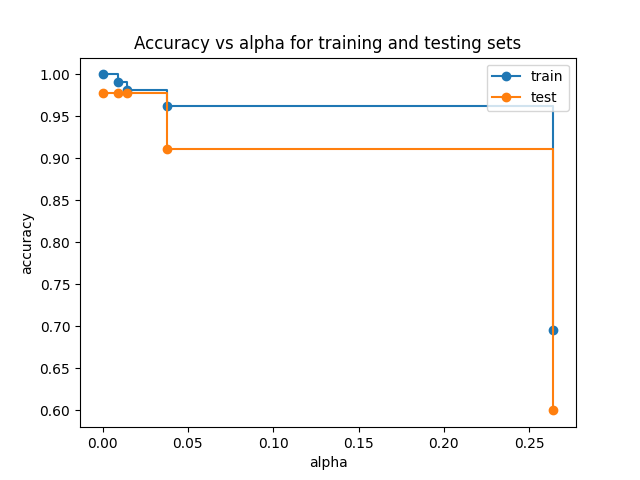 Accuracy vs alpha for training and testing sets
train
test
accuracy
1.00
0.95
0.90
0.85
0.80
0.75
0.70
0.65
0.60
0.00 0.05 0.10 0.15 0.20 0.25
alpha